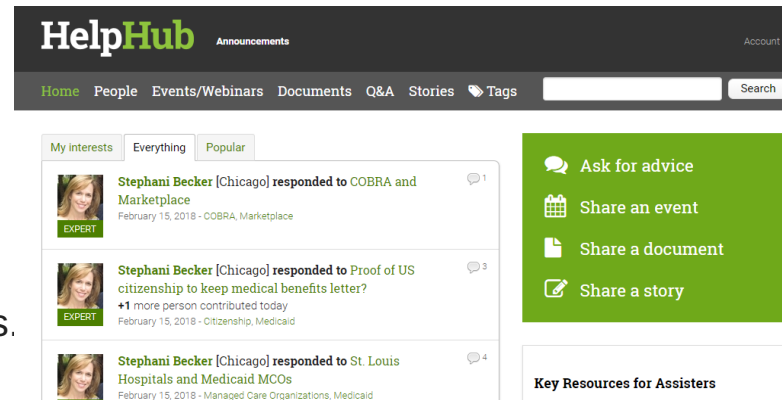 HelpHub Announcements Account
Home People Events/Webinars Documents Q&A Stories Tags Search
My interests Everything Popular
Stephani Becker [Chicago] responded to COBRA and 1
Marketplace
February 15, 2018 - COBRA, Marketplace
EXPERT
Stephani Becker [Chicago] responded to Proof of US 3
citizenship to keep medical benefits letter?
+1 more person contributed today
EXPERT
February 15, 2018 - Citizenship, Medicaid
Stephani Becker [Chicago] responded to St. Louis 4
Hospitals and Medicaid MCOs
February 15, 2018 - Managed Care Organizations, Medicaid
EXPERT
s.
Ask for advice
Share an event
Share a document
Share a story
Key Resources for Assisters